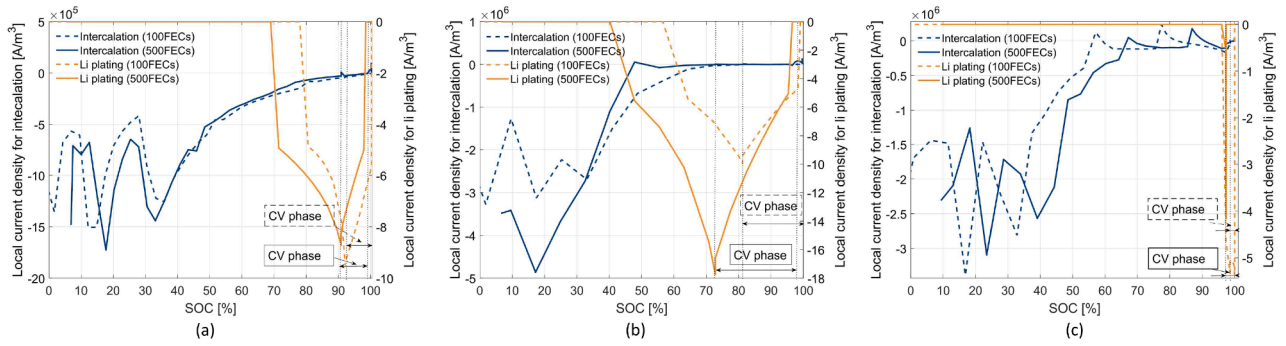 × 10^5
Local current density for intercalation [A/m³]
5
0
-5
-10
-15
-20
Intercalation (100FECs)
Intercalation (500FECs)
Li plating (100FECs)
Li plating (500FECs)
CV phase
CV phase
0
-2
-4
-6
-8
-10
Local current density for li plating [A/m³]
0 10 20 30 40 50 60 70 80 90 100
SOC [%]
(a)
× 10^6
Local current density for intercalation [A/m³]
1
0
-1
-2
-3
-4
-5
Intercalation (100FECs)
Intercalation (500FECs)
Li plating (100FECs)
Li plating (500FECs)
CV phase
CV phase
0
-2
-4
-6
-8
-10
-12
-14
-16
-18
Local current density for li plating [A/m³]
0 10 20 30 40 50 60 70 80 90 100
SOC [%]
(b)
× 10^6
Local current density for intercalation [A/m³]
0
-0.5
-1
-1.5
-2
-2.5
-3
Intercalation (100FECs)
Intercalation (500FECs)
Li plating (100FECs)
Li plating (500FECs)
CV phase
CV phase
0
-1
-2
-3
-4
-5
Local current density for li plating [A/m³]
0 10 20 30 40 50 60 70 80 90 100
SOC [%]
(c)